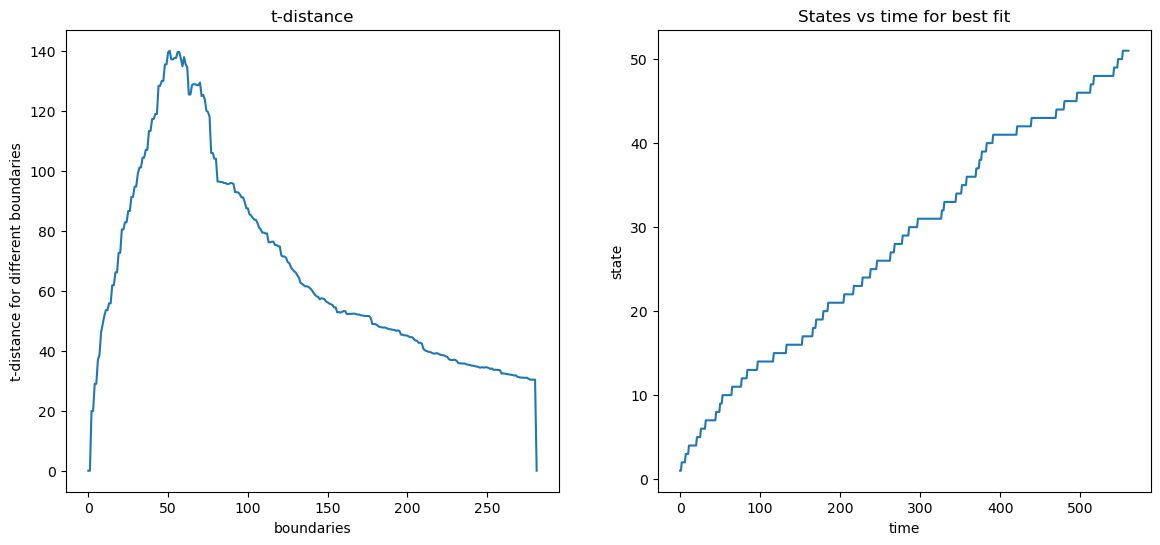 t-distance
t-distance for different boundaries
140
120
100
80
60
40
20
0
0 50 100 150 200 250
boundaries
States vs time for best fit
state
50
40
30
20
10
0
0 100 200 300 400 500
time